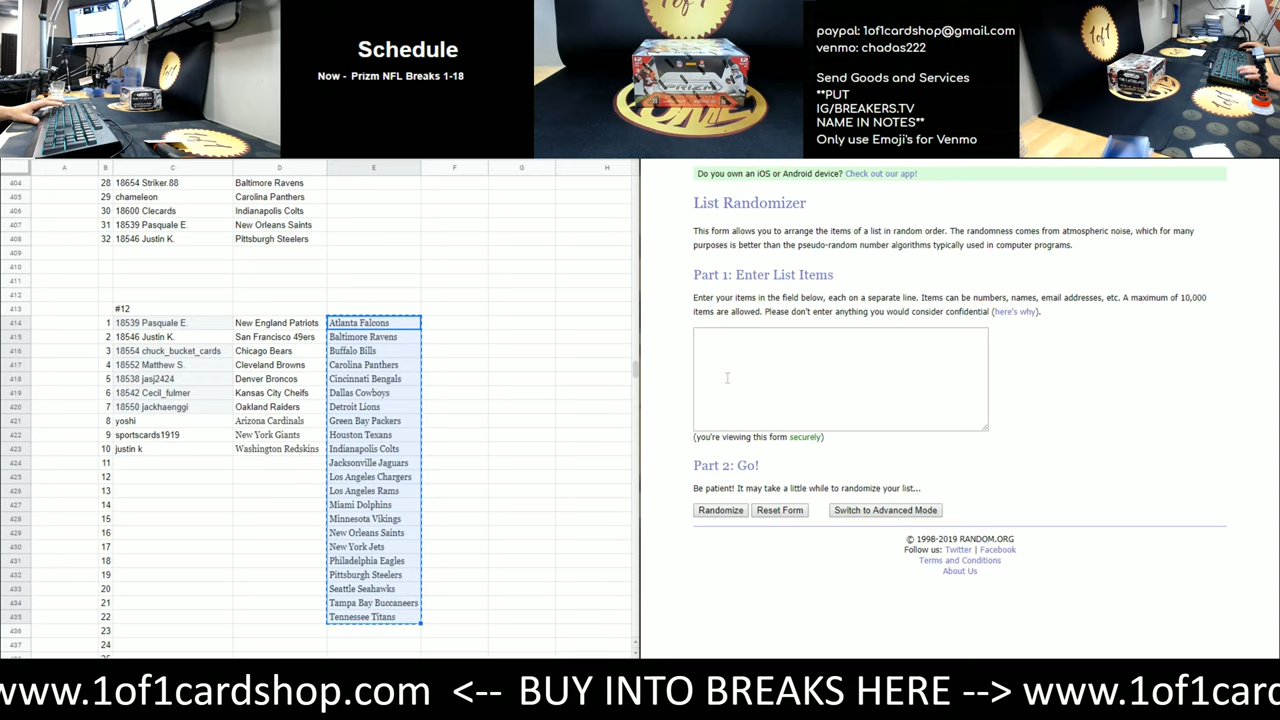 Schedule
Now - Prizm NFL Breaks 1-18
1of1
PRIZM
paypal: 1of1cardshop@gmail.com
venmo: chadas222
Send Goods and Services
**PUT
IG/BREAKERS.TV
NAME IN NOTES**
Only use Emoji's for Venmo
A B C D E F G H
404 28 18654 Striker.88 Baltimore Ravens
405 29 chameleon Carolina Panthers
406 30 18600 Clecards Indianapolis Colts
407 31 18539 Pasquale E. New Orleans Saints
408 32 18546 Justin K. Pittsburgh Steelers
409
410
411
412
413 #12
414 1 18539 Pasquale E. New England Patriots Atlanta Falcons
415 2 18546 Justin K. San Francisco 49ers Baltimore Ravens
416 3 18554 chuck_bucket_cards Chicago Bears Buffalo Bills
417 4 18552 Matthew S. Cleveland Browns Carolina Panthers
418 5 18538 jasj2424 Denver Broncos Cincinnati Bengals
419 6 18542 Cecil_fulmer Kansas City Cheifs Dallas Cowboys
420 7 18550 jackhaenggi Oakland Raiders Detroit Lions
421 8 yoshi Arizona Cardinals Green Bay Packers
422 9 sportscards1919 New York Giants Houston Texans
423 10 justin k Washington Redskins Indianapolis Colts
424 11 Jacksonville Jaguars
425 12 Los Angeles Chargers
426 13 Los Angeles Rams
427 14 Miami Dolphins
428 15 Minnesota Vikings
429 16 New Orleans Saints
430 17 New York Jets
431 18 Philadelphia Eagles
432 19 Pittsburgh Steelers
433 20 Seattle Seahawks
434 21 Tampa Bay Buccaneers
435 22 Tennessee Titans
436 23
437 24
Do you own an iOS or Android device? Check out our app!
List Randomizer
This form allows you to arrange the items of a list in random order. The randomness comes from atmospheric noise, which for many
purposes is better than the pseudo-random number algorithms typically used in computer programs.
Part 1: Enter List Items
Enter your items in the field below, each on a separate line. Items can be numbers, names, email addresses, etc. A maximum of 10,000
items are allowed. Please don't enter anything you would consider confidential (here's why).
(you're viewing this form securely)
Part 2: Go!
Be patient! It may take a little while to randomize your list...
Randomize Reset Form Switch to Advanced Mode
© 1998-2019 RANDOM.ORG
Follow us: Twitter | Facebook
Terms and Conditions
About Us
www.1of1cardshop.com <-- BUY INTO BREAKS HERE --> www.1of1card